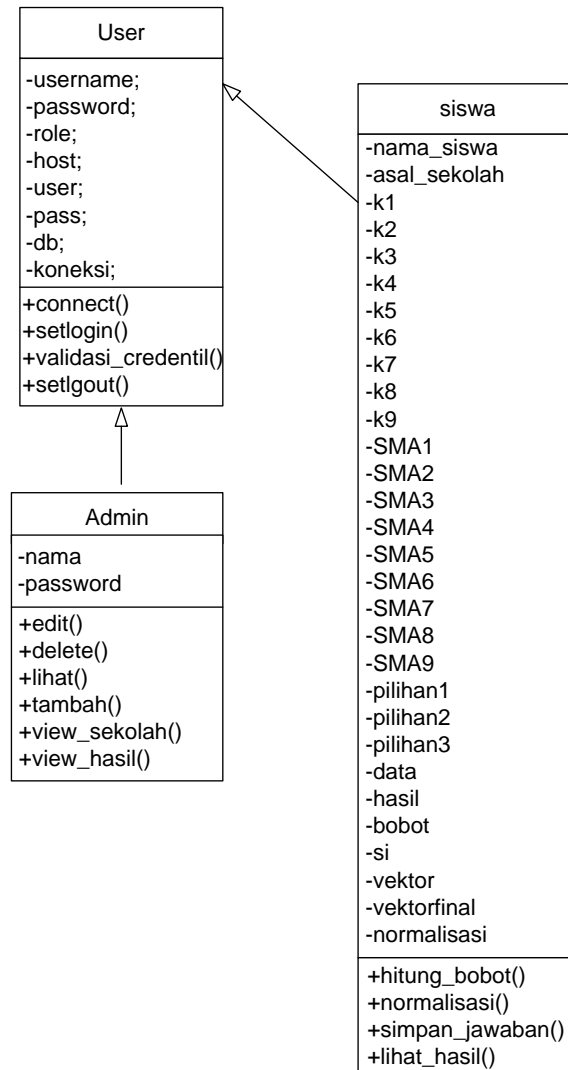 User
-username;
-password;
-role;
-host;
-user;
-pass;
-db;
-koneksi;
+connect()
+setlogin()
+validasi_credentil()
+setlgout()
Admin
-nama
-password
+edit()
+delete()
+lihat()
+tambah()
+view_sekolah()
+view_hasil()
siswa
-nama_siswa
-asal_sekolah
-k1
-k2
-k3
-k4
-k5
-k6
-k7
-k8
-k9
-SMA1
-SMA2
-SMA3
-SMA4
-SMA5
-SMA6
-SMA7
-SMA8
-SMA9
-pilihan1
-pilihan2
-pilihan3
-data
-hasil
-bobot
-si
-vektor
-vektorfinal
-normalisasi
+hitung_bobot()
+normalisasi()
+simpan_jawaban()
+lihat_hasil()